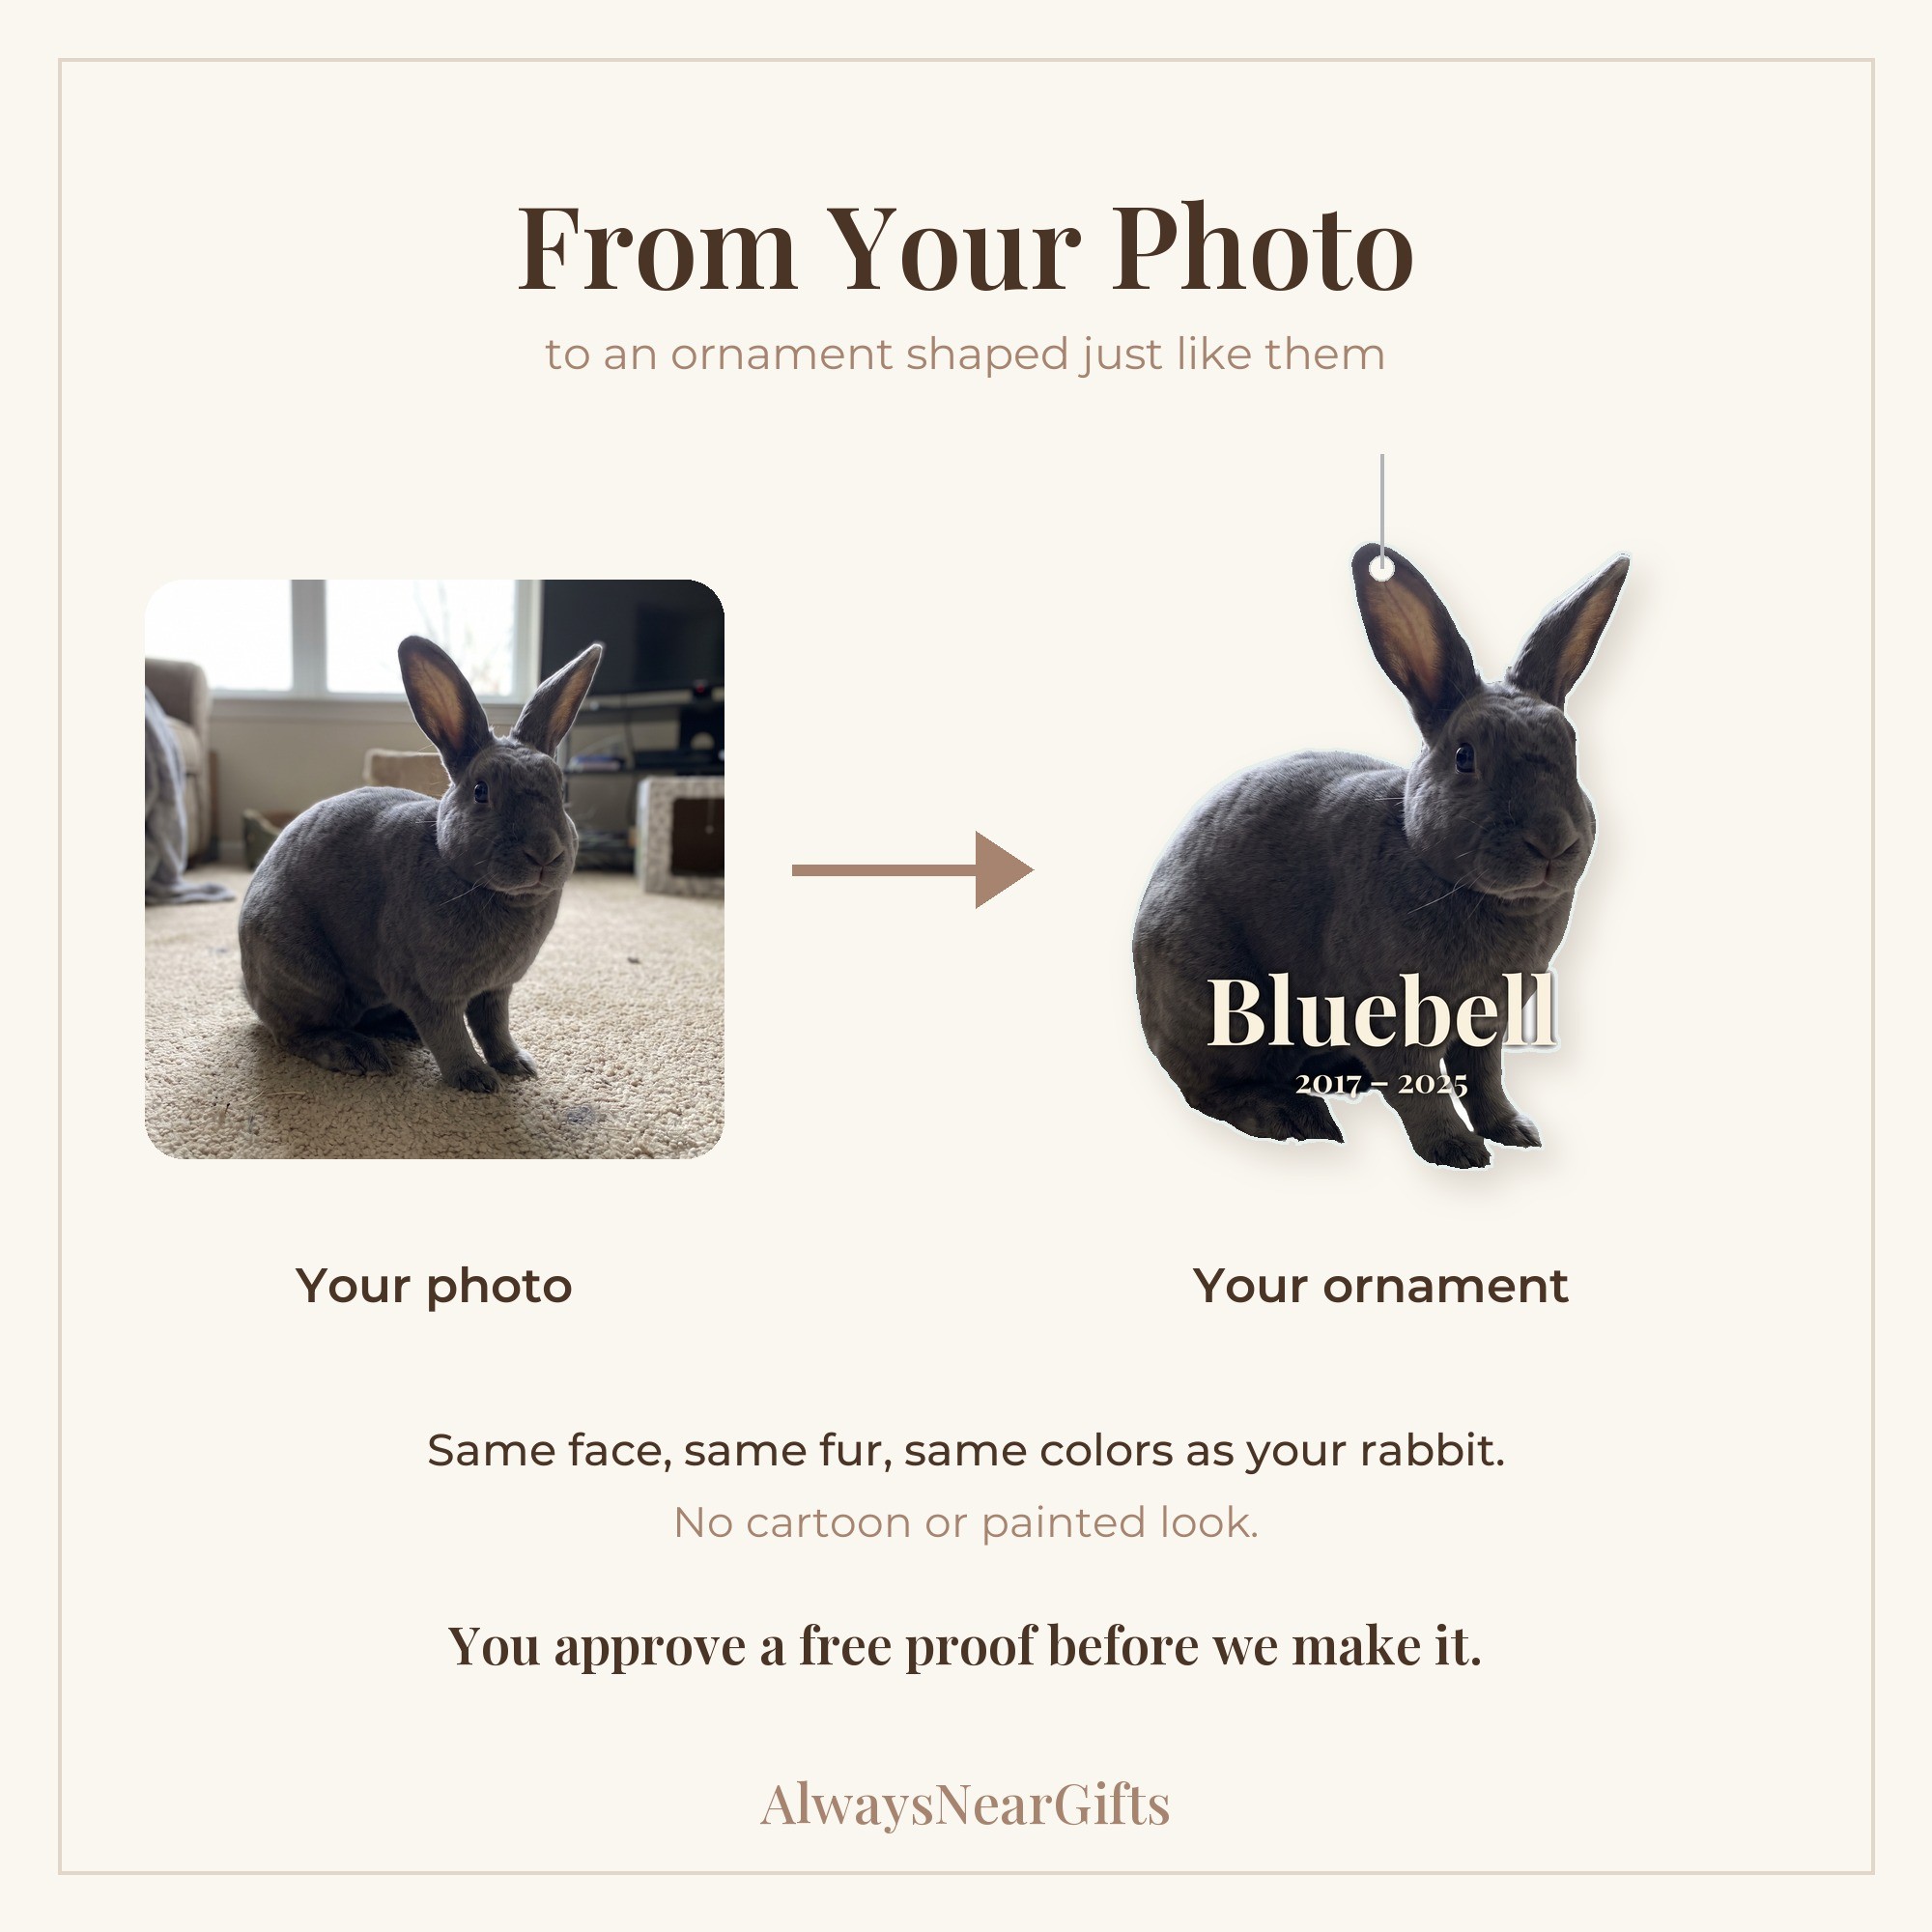 From Your Photo
to an ornament shaped just like them
Bluebell
2017 – 2025
Your photo
Your ornament
Same face, same fur, same colors as your rabbit.
No cartoon or painted look.
You approve a free proof before we make it.
AlwaysNearGifts